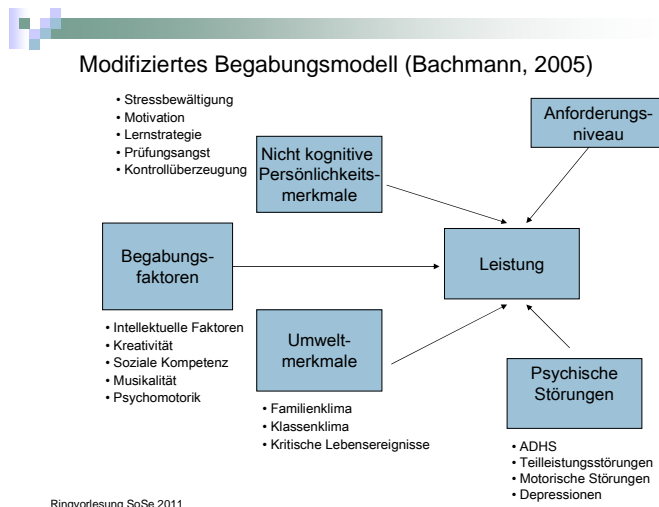 Modifiziertes Begabungsmodell (Bachmann, 2005)
• Stressbewältigung
• Motivation
• Lernstrategie
• Prüfungsangst
• Kontrollüberzeugung
Nicht kognitive
Persönlichkeits-
merkmale
Anforderungs-
niveau
Begabungs-
faktoren
Leistung
• Intellektuelle Faktoren
• Kreativität
• Soziale Kompetenz
• Musikalität
• Psychomotorik
Umwelt-
merkmale
• Familienklima
• Klassenklima
• Kritische Lebensereignisse
Psychische
Störungen
• ADHS
• Teilleistungsstörungen
• Motorische Störungen
• Depressionen
Ringvorlesung SoSe 2011